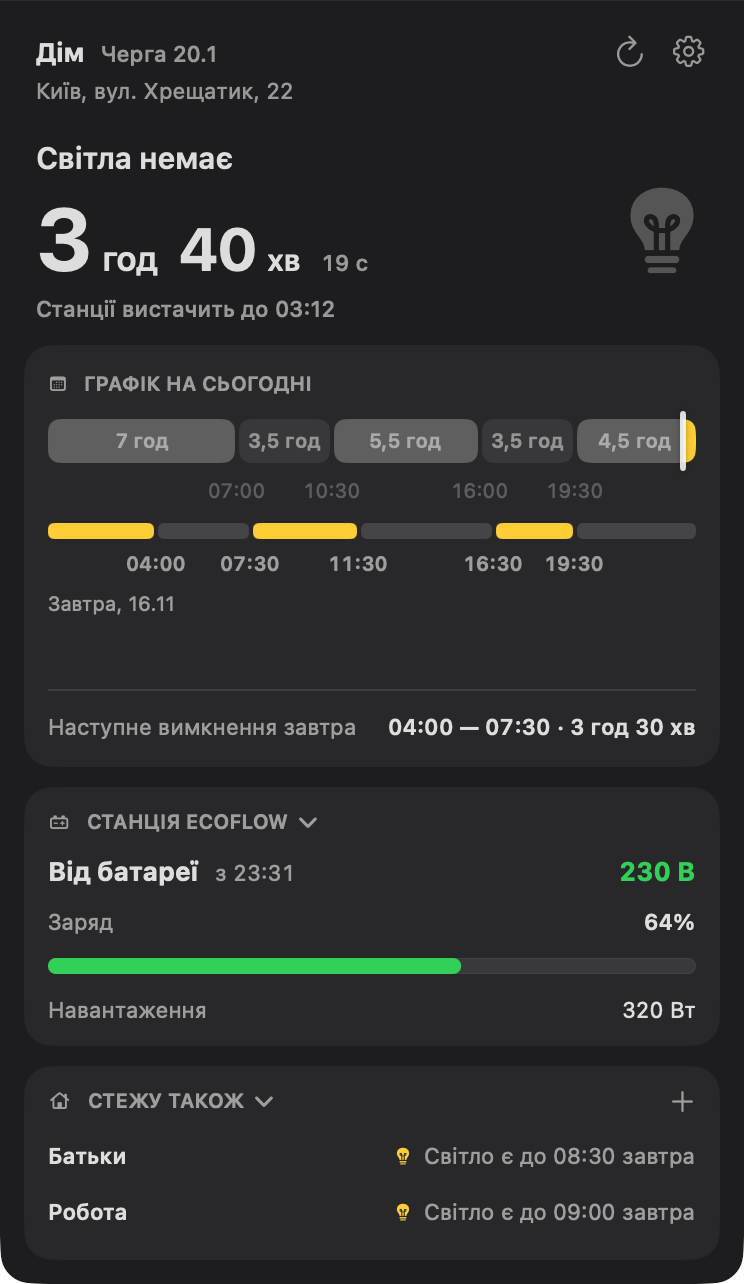 Дім Черга 20.1
Київ, вул. Хрещатик, 22
Світла немає
3 год 40 хв 19 с
Станції вистачить до 03:12
ГРАФІК НА СЬОГОДНІ
7 год 3,5 год 5,5 год 3,5 год 4,5 год
07:00 10:30 16:00 19:30
04:00 07:30 11:30 16:30 19:30
Завтра, 16.11
Наступне вимкнення завтра 04:00 — 07:30 · 3 год 30 хв
СТАНЦІЯ ECOFLOW
Від батареї з 23:31 230 В
Заряд 64%
Навантаження 320 Вт
СТЕЖУ ТАКОЖ
Батьки Світло є до 08:30 завтра
Робота Світло є до 09:00 завтра